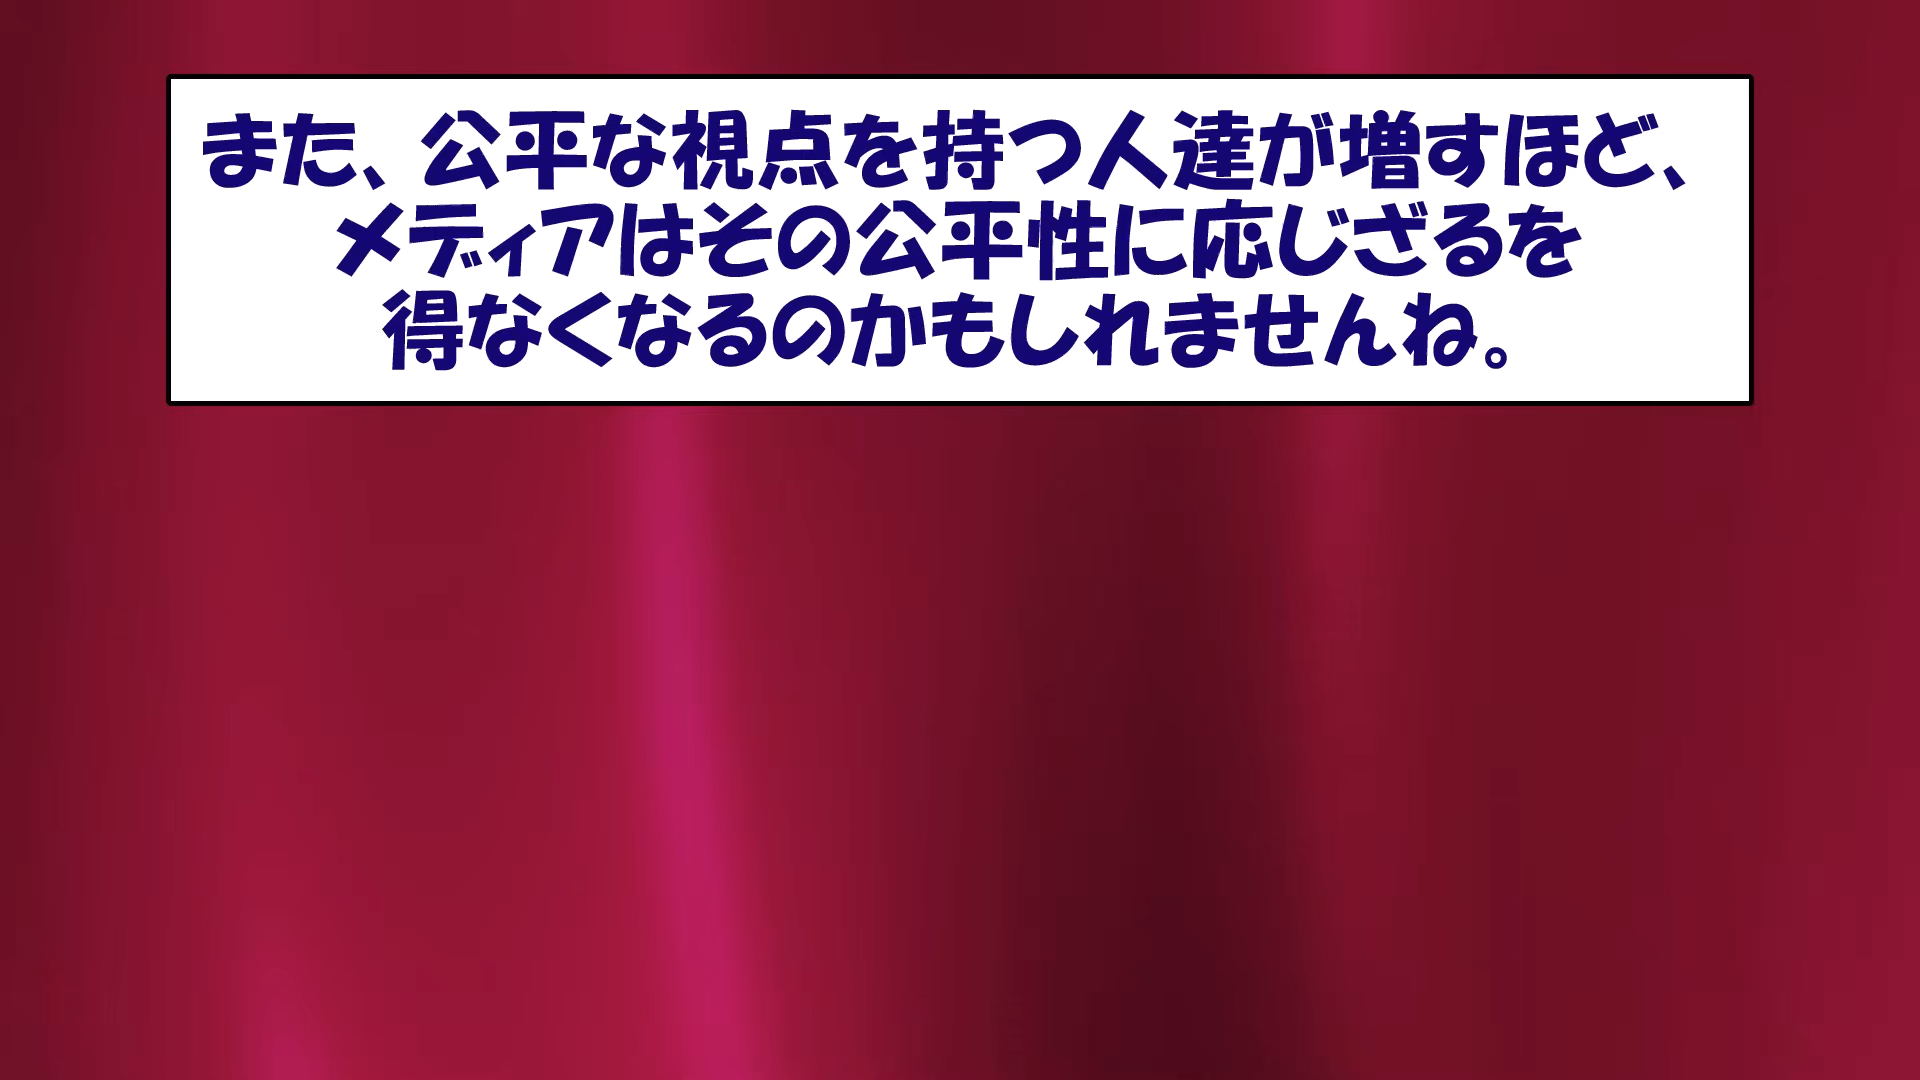 また、公平な視点を持つ人達が増すほど、
メディアはその公平性に応じざるを
得なくなるのかもしれませんね。